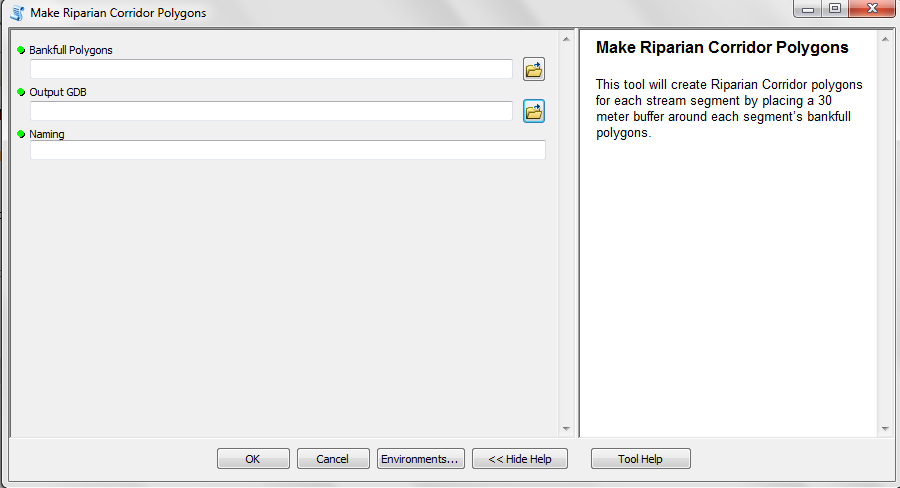 Make Riparian Corridor Polygons
Bankfull Polygons
Output GDB
Naming
Make Riparian Corridor Polygons
This tool will create Riparian Corridor polygons
for each stream segment by placing a 30
meter buffer around each segment's bankfull
polygons.
OK
Cancel
Environments...
<< Hide Help
Tool Help